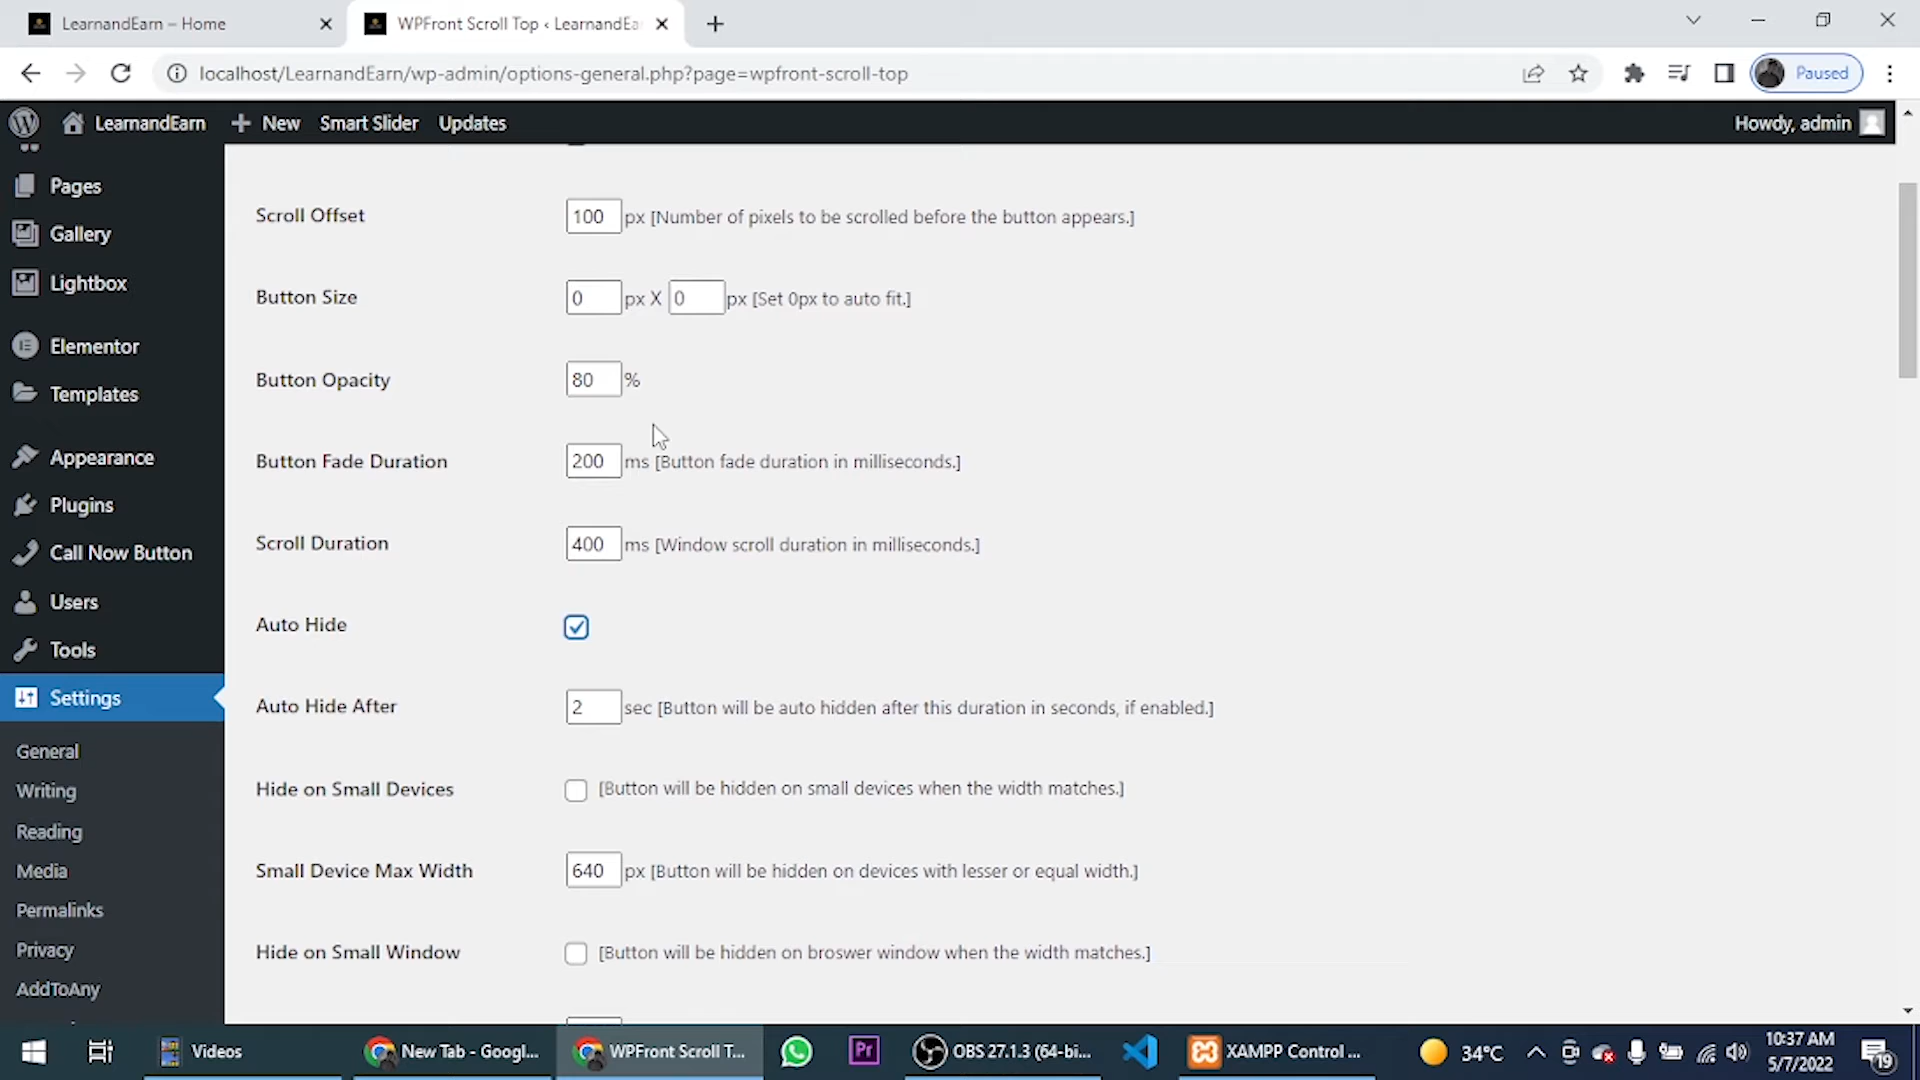 LearnandEarn – Home
WPFront Scroll Top ‹ LearnandEa
localhost/LearnandEarn/wp-admin/options-general.php?page=wpfront-scroll-top
Paused
LearnandEarn
New
Smart Slider
Updates
Howdy, admin
Pages
Gallery
Lightbox
Elementor
Templates
Appearance
Plugins
Call Now Button
Users
Tools
Settings
General
Writing
Reading
Media
Permalinks
Privacy
AddToAny
Scroll Offset 100 px [Number of pixels to be scrolled before the button appears.]
Button Size 0 px X 0 px [Set 0px to auto fit.]
Button Opacity 80 %
Button Fade Duration 200 ms [Button fade duration in milliseconds.]
Scroll Duration 400 ms [Window scroll duration in milliseconds.]
Auto Hide
Auto Hide After 2 sec [Button will be auto hidden after this duration in seconds, if enabled.]
Hide on Small Devices [Button will be hidden on small devices when the width matches.]
Small Device Max Width 640 px [Button will be hidden on devices with lesser or equal width.]
Hide on Small Window [Button will be hidden on broswer window when the width matches.]
Videos
New Tab - Googl...
WPFront Scroll T...
Pr
OBS 27.1.3 (64-bi...
XAMPP Control ...
34°C
10:37 AM
5/7/2022
19